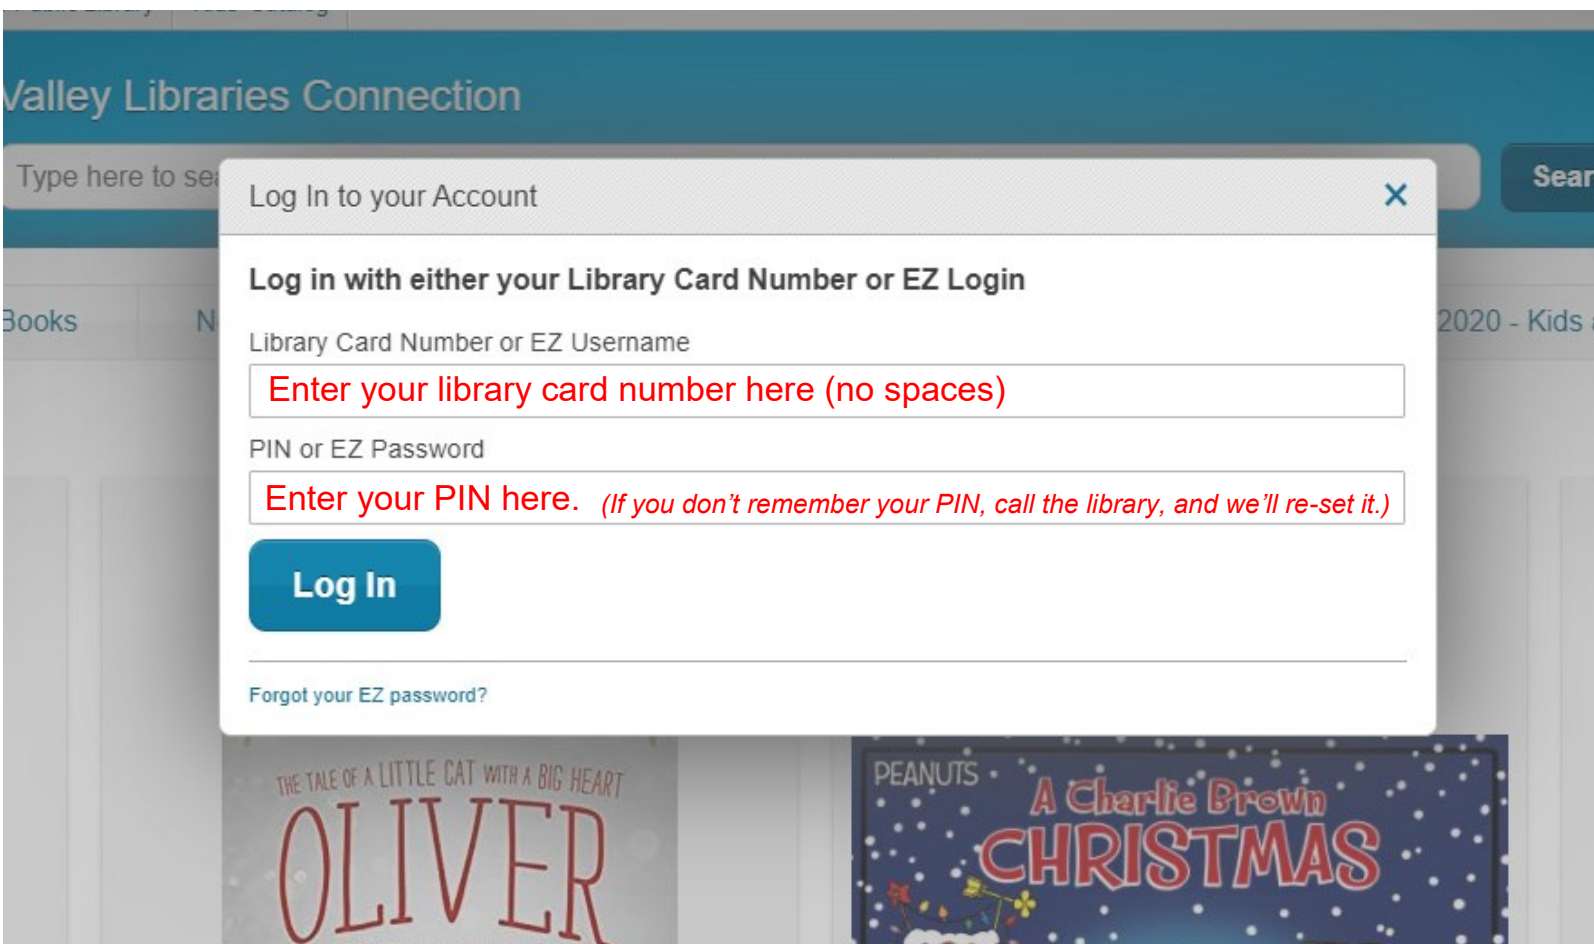 Valley Libraries Connection
Type here to
Log In to your Account
Log in with either your Library Card Number or EZ Login
Books
2020 - Kids
Library Card Number or EZ Username
Enter your library card number here (no spaces)
PIN or EZ Password
Enter your PIN here. (If you don’t remember your PIN, call the library, and we’ll re-set it.)
Log In
Forgot your EZ password?
THE TALE OF A LITTLE CAT WITH A BIG HEART
OLIVER
PEANUTS
A Charlie Brown
CHRISTMAS